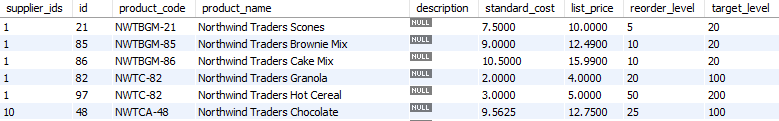 supplier_ids id product_code product_name description standard_cost list_price reorder_level target_level
1 21 NWTBGM-21 Northwind Traders Scones NULL 7.5000 10.0000 5 20
1 85 NWTBGM-85 Northwind Traders Brownie Mix NULL 9.0000 12.4900 10 20
1 86 NWTBGM-86 Northwind Traders Cake Mix NULL 10.5000 15.9900 10 20
1 82 NWTC-82 Northwind Traders Granola NULL 2.0000 4.0000 20 100
1 97 NWTC-82 Northwind Traders Hot Cereal NULL 3.0000 5.0000 50 200
10 48 NWTCA-48 Northwind Traders Chocolate NULL 9.5625 12.7500 25 100